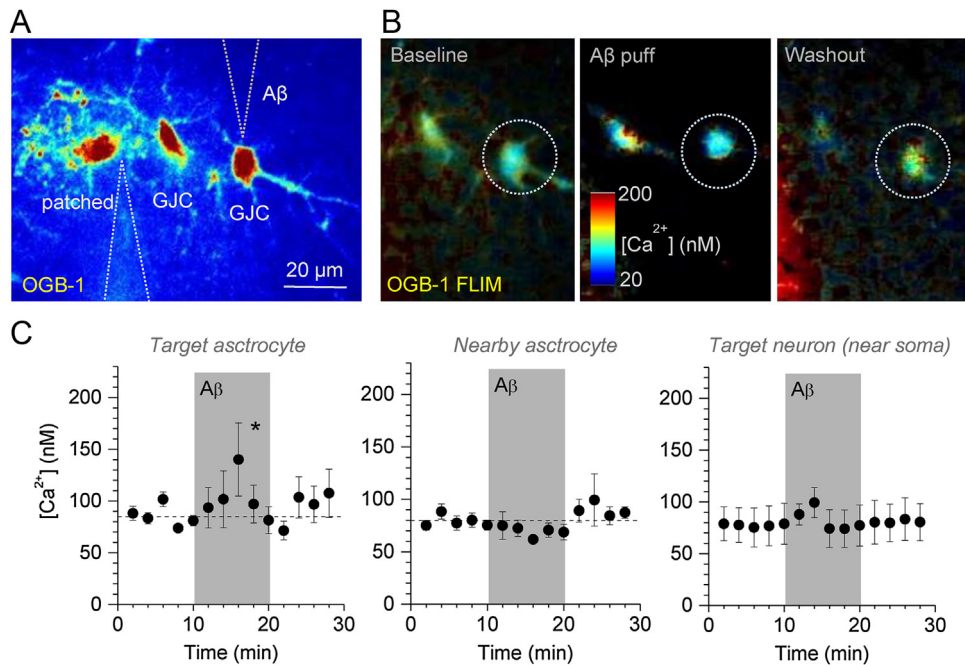 A
Aβ
patched
GJC
GJC
20 μm
OGB-1
B
Baseline
Aβ puff
Washout
200
[Ca2+] (nM)
20
OGB-1 FLIM
C
Target asctrocyte
Nearby asctrocyte
Target neuron (near soma)
[Ca2+] (nM)
200
150
100
50
0
Aβ
*
0
10
20
30
Time (min)
200
150
100
50
0
Aβ
0
10
20
30
Time (min)
200
150
100
50
0
Aβ
0
10
20
30
Time (min)